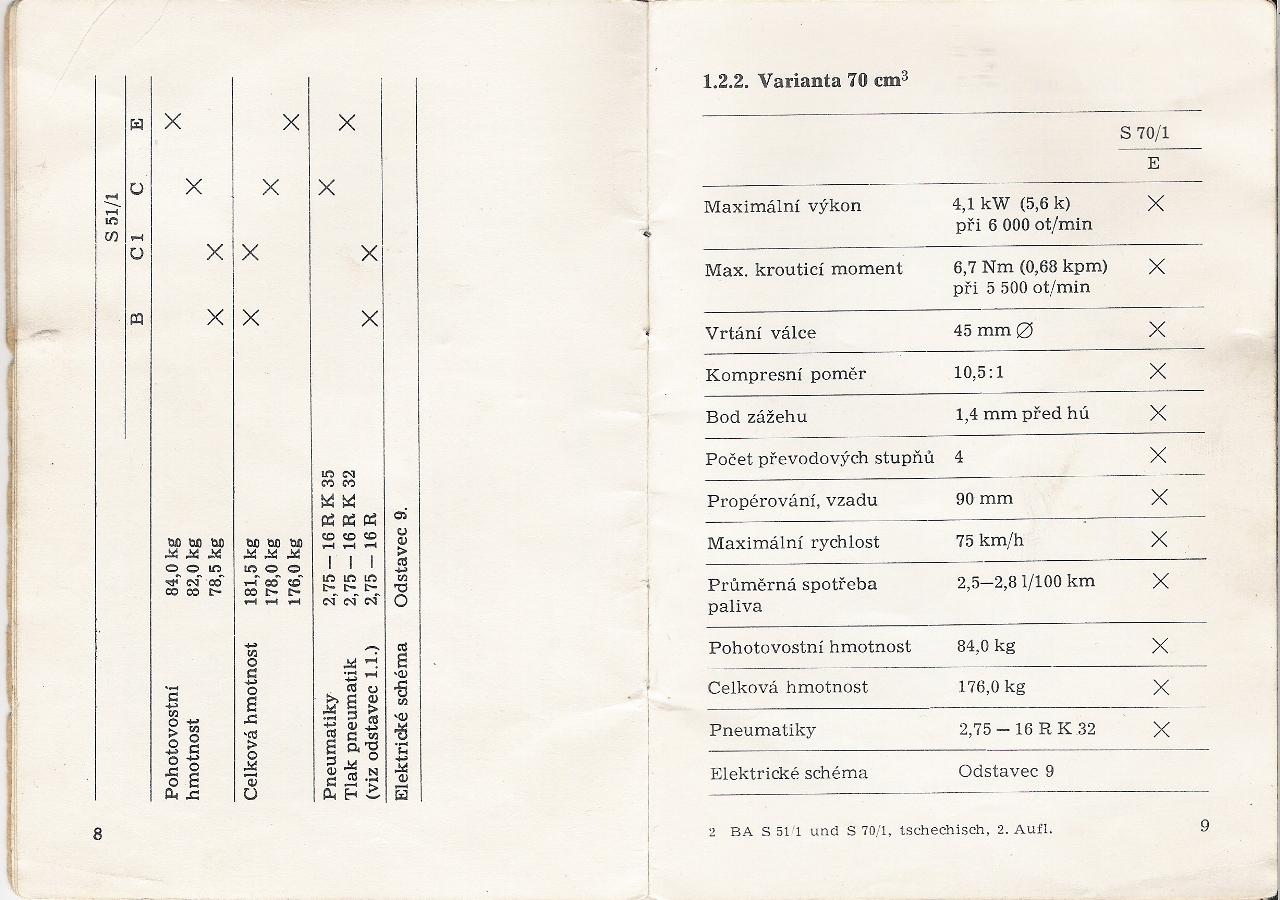 S 51/1
B C1 C E
Pohotovostní 84,0 kg ×
hmotnost 82,0 kg ×
78,5 kg × ×
Celková hmotnost 181,5 kg × ×
178,0 kg ×
176,0 kg ×
Pneumatiky 2,75 — 16 R K 35 ×
Tlak pneumatik 2,75 — 16 R K 32 ×
(viz odstavec 1.1.) 2,75 — 16 R × ×
Elektrické schéma Odstavec 9.
8
1.2.2. Varianta 70 cm³
S 70/1
E
Maximální výkon 4,1 kW (5,6 k) ×
při 6 000 ot/min
Max. krouticí moment 6,7 Nm (0,68 kpm) ×
při 5 500 ot/min
Vrtání válce 45 mm ∅ ×
Kompresní poměr 10,5:1 ×
Bod zážehu 1,4 mm před hú ×
Počet převodových stupňů 4 ×
Propérování, vzadu 90 mm ×
Maximální rychlost 75 km/h ×
Průměrná spotřeba 2,5—2,8 l/100 km ×
paliva
Pohotovostní hmotnost 84,0 kg ×
Celková hmotnost 176,0 kg ×
Pneumatiky 2,75 — 16 R K 32 ×
Elektrické schéma Odstavec 9
2 BA S 51/1 und S 70/1, tschechisch, 2. Aufl.
9